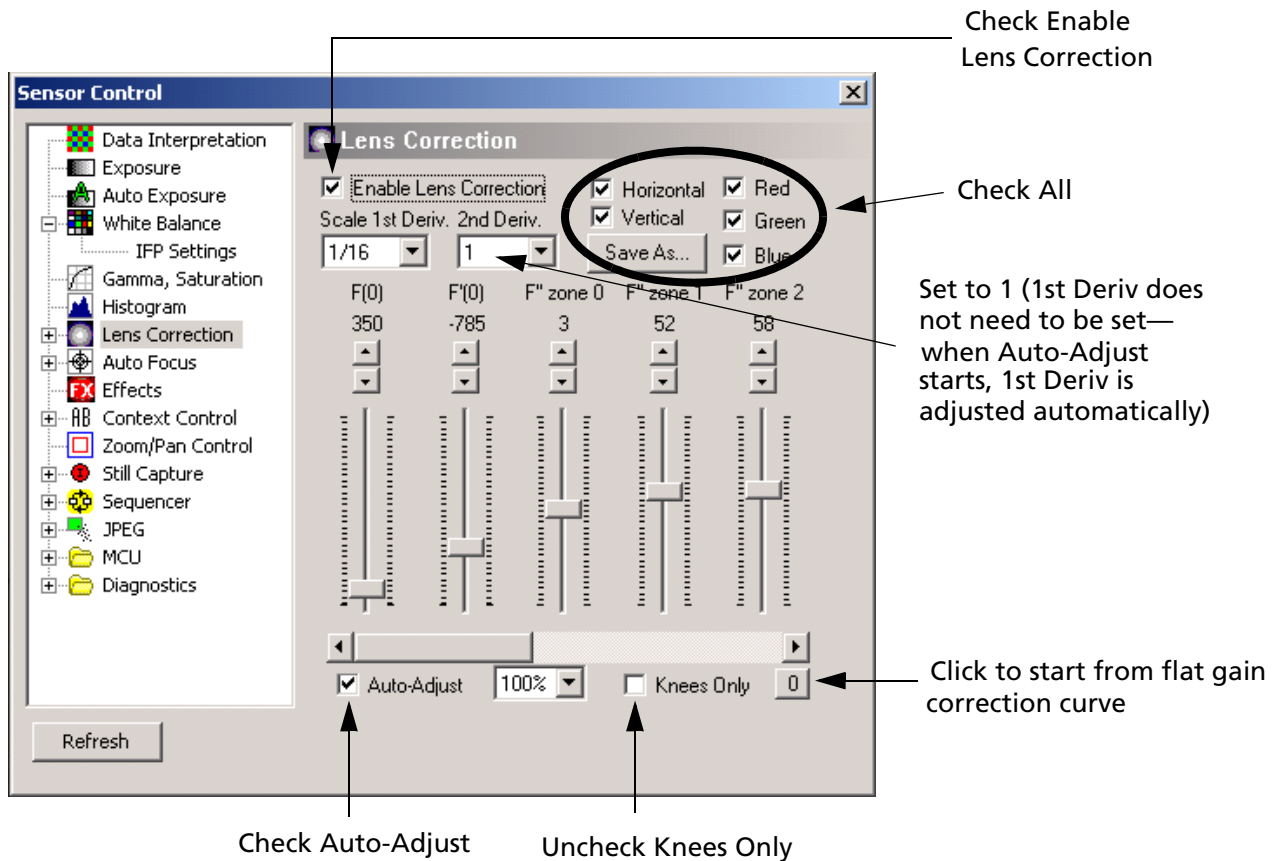 Check Enable
Lens Correction
Sensor Control
Data Interpretation
Exposure
Auto Exposure
White Balance
IFP Settings
Gamma, Saturation
Histogram
Lens Correction
Auto Focus
FX Effects
AB Context Control
Zoom/Pan Control
Still Capture
Sequencer
JPEG
MCU
Diagnostics
Refresh
Lens Correction
Enable Lens Correction
Horizontal
Red
Vertical
Green
Save As...
Blue
Scale 1st Deriv. 2nd Deriv.
1/16
1
F(0) F'(0) F" zone 0 F" zone 1 F" zone 2
350 -785 3 52 58
Auto-Adjust 100% Knees Only 0
Check All
Set to 1 (1st Deriv does
not need to be set—
when Auto-Adjust
starts, 1st Deriv is
adjusted automatically)
Click to start from flat gain
correction curve
Check Auto-Adjust
Uncheck Knees Only